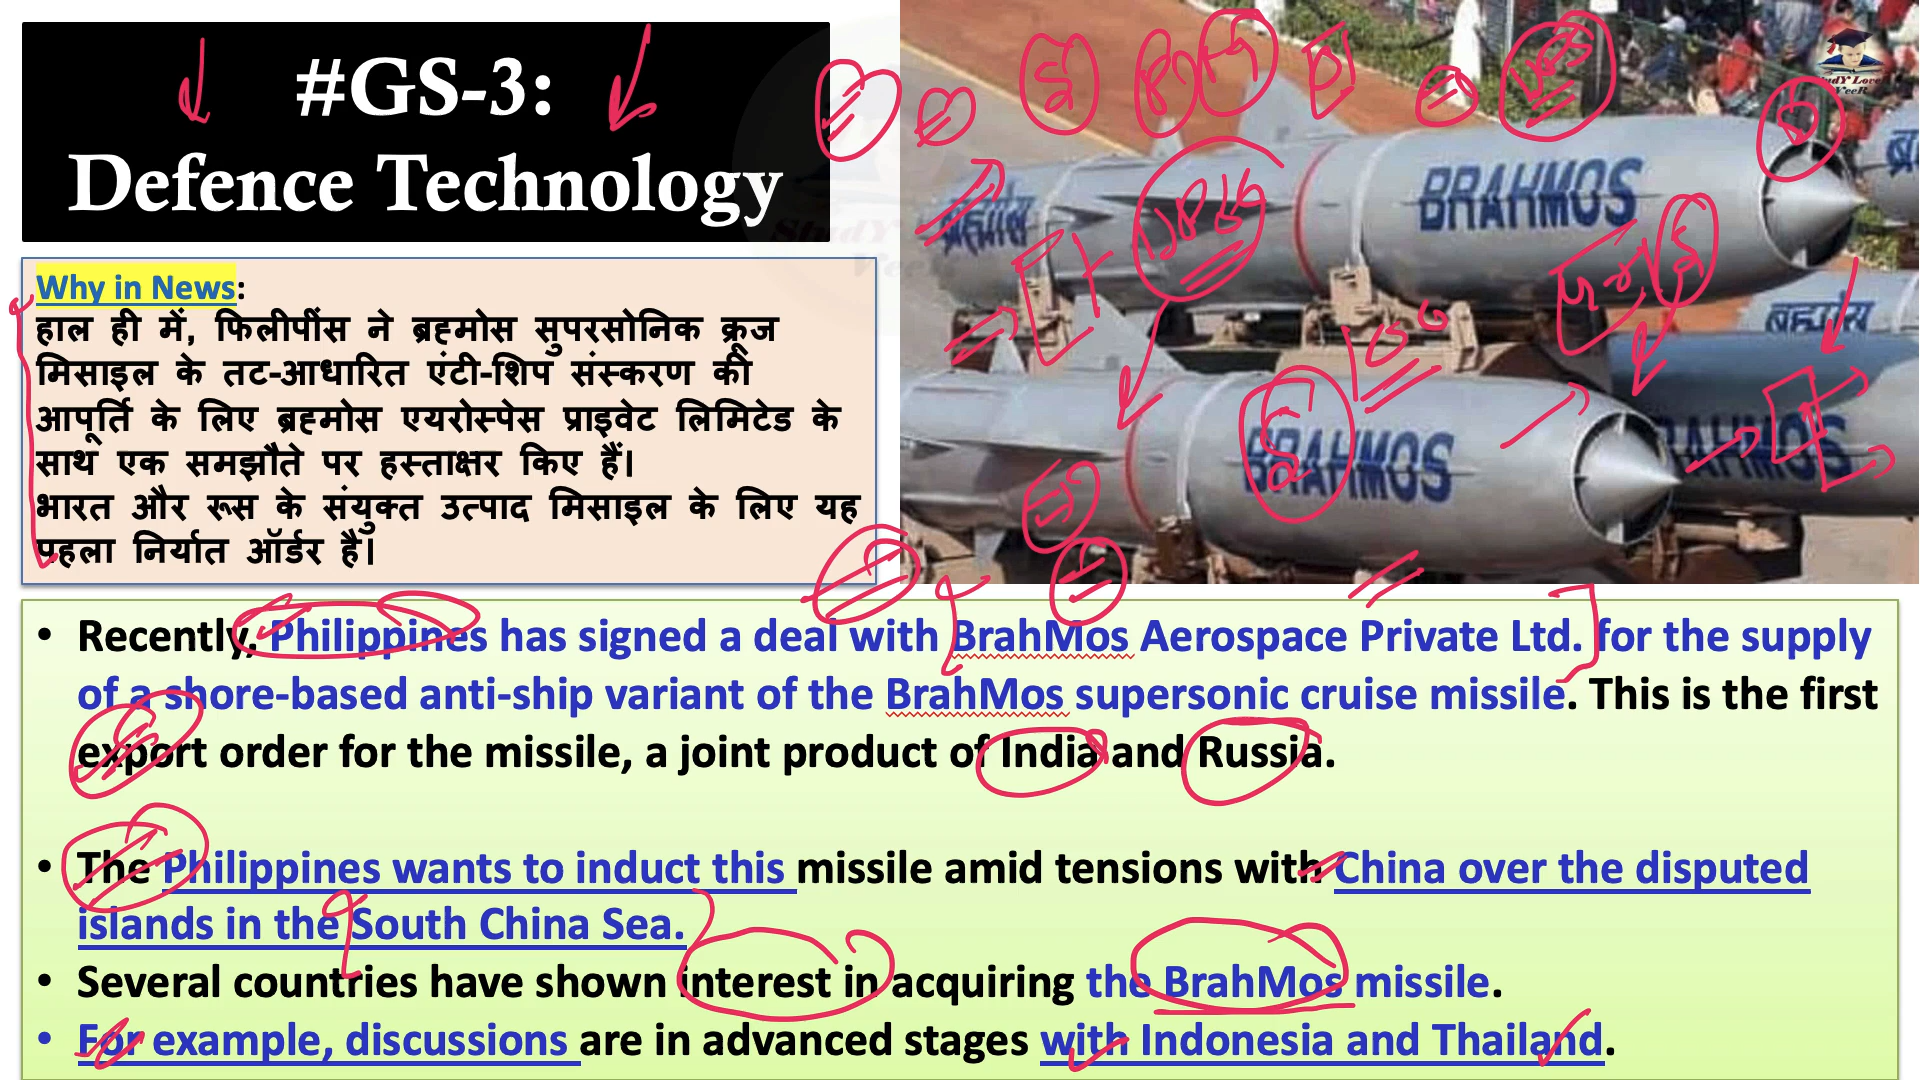 #GS-3:
Defence Technology
Why in News:
हाल ही में, फिलीपींस ने ब्रह्मोस सुपरसोनिक क्रूज
मिसाइल के तट-आधारित एंटी-शिप संस्करण की
आपूर्ति के लिए ब्रह्मोस एयरोस्पेस प्राइवेट लिमिटेड के
साथ एक समझौते पर हस्ताक्षर किए हैं।
भारत और रूस के संयुक्त उत्पाद मिसाइल के लिए यह
पहला निर्यात ऑर्डर है।
BRAHMOS
ब्रह्मोस
BRAHMOS
ब्रह्मोस
BRAHMOS
StudY LoveR
VeeR
• Recently, Philippines has signed a deal with BrahMos Aerospace Private Ltd. for the supply
of a shore-based anti-ship variant of the BrahMos supersonic cruise missile. This is the first
export order for the missile, a joint product of India and Russia.
• The Philippines wants to induct this missile amid tensions with China over the disputed
islands in the South China Sea.
• Several countries have shown interest in acquiring the BrahMos missile.
• For example, discussions are in advanced stages with Indonesia and Thailand.